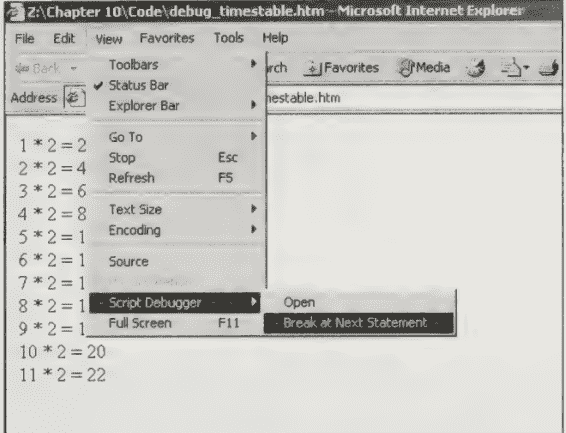 Z:\Chapter 10\Code\debug_timestable.htm - Microsoft Internet Explorer
File Edit View Favorites Tools Help
Back rch Favorites Media
Address nestable.htm
Toolbars
Status Bar
Explorer Bar
Go To
Stop Esc
Refresh F5
Text Size
Encoding
Source
Script Debugger
Full Screen F11
Open
Break at Next Statement
1 * 2 = 2
2 * 2 = 4
3 * 2 = 6
4 * 2 = 8
5 * 2 = 1
6 * 2 = 1
7 * 2 = 1
8 * 2 = 1
9 * 2 = 1
10 * 2 = 20
11 * 2 = 22